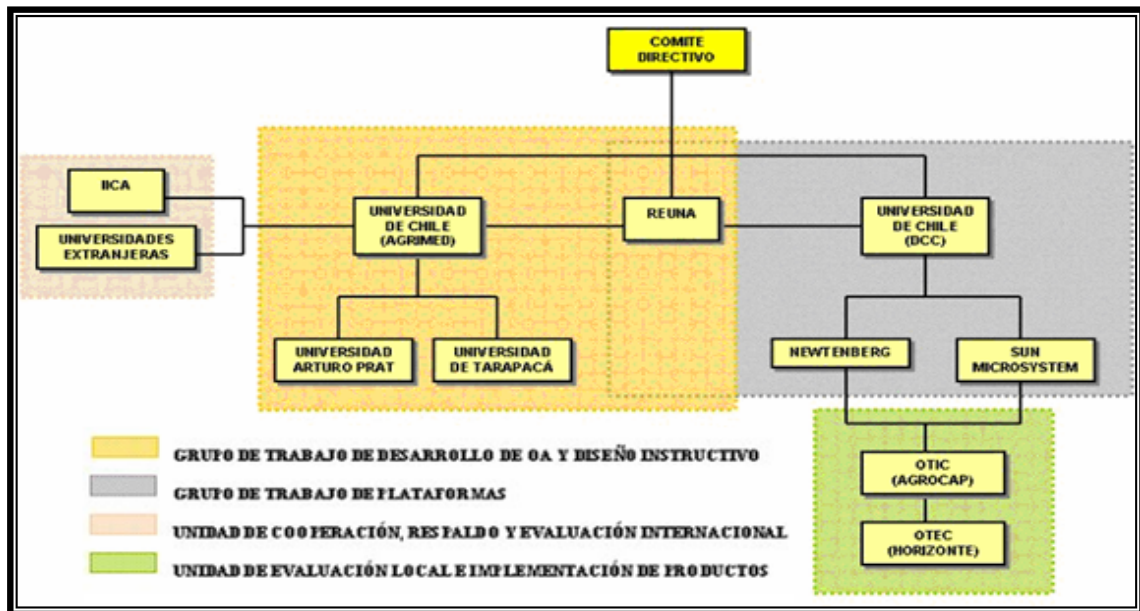 COMITE
DIRECTIVO
IICA
UNIVERSIDADES
EXTRANJERAS
UNIVERSIDAD
DE CHILE
(AGRIMED)
REUNA
UNIVERSIDAD
DE CHILE
(DCC)
UNIVERSIDAD
ARTURO PRAT
UNIVERSIDAD
DE TARAPACÁ
NEWTENBERG
SUN
MICROSYSTEM
OTIC
(AGROCAP)
OTEC
(HORIZONTE)
GRUPO DE TRABAJO DE DESARROLLO DE OA Y DISEÑO INSTRUCTIVO
GRUPO DE TRABAJO DE PLATAFORMAS
UNIDAD DE COOPERACIÓN, RESPALDO Y EVALUACIÓN INTERNACIONAL
UNIDAD DE EVALUACIÓN LOCAL E IMPLEMENTACIÓN DE PRODUCTOS